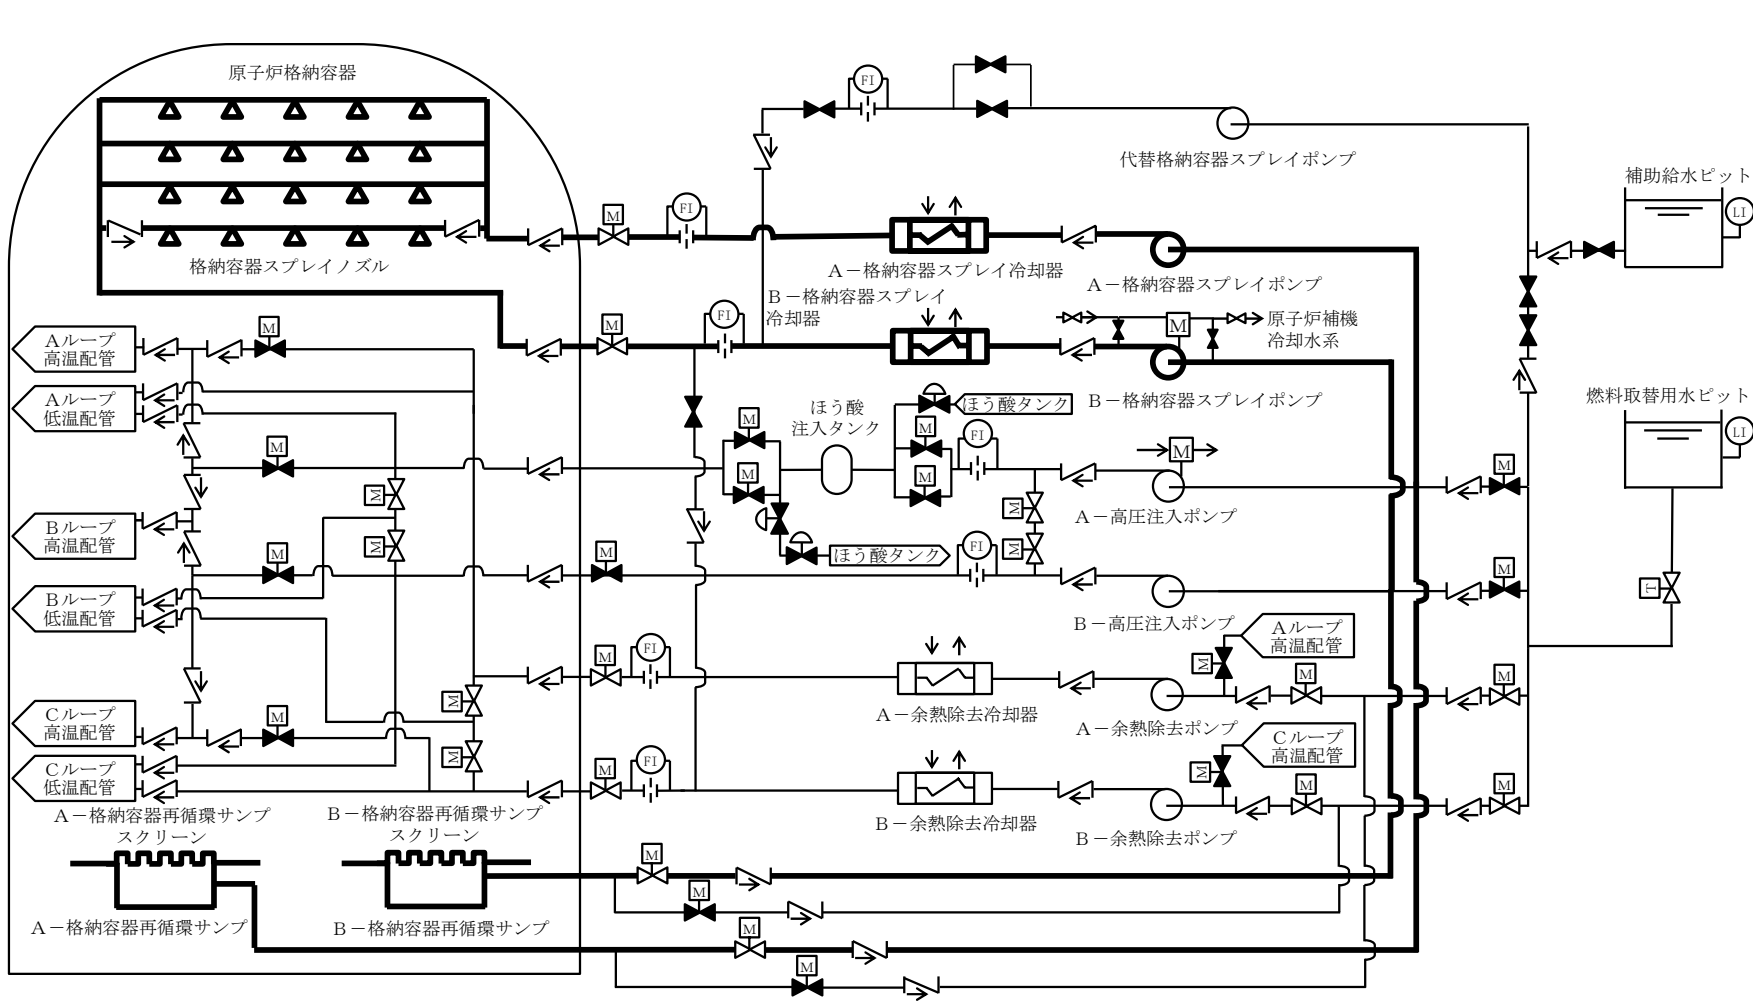 原子炉格納容器
FI
代替格納容器スプレイポンプ
補助給水ピット
LI
M
FI
格納容器スプレイノズル
A－格納容器スプレイ冷却器
A－格納容器スプレイポンプ
B－格納容器スプレイ
冷却器
M
FI
M
原子炉補機
冷却水系
Aループ
高温配管
M
B－格納容器スプレイポンプ
燃料取替用水ピット
LI
Aループ
低温配管
ほう酸
注入タンク
ほう酸タンク
M
M
FI
M
M
M
M
M
M
A－高圧注入ポンプ
M
M
Bループ
高温配管
M
M
M
M
ほう酸タンク
FI
M
M
T
Bループ
低温配管
B－高圧注入ポンプ
Aループ
高温配管
M
FI
M
M
M
M
A－余熱除去冷却器
A－余熱除去ポンプ
Cループ
高温配管
M
M
Cループ
高温配管
Cループ
低温配管
M
FI
M
M
M
B－余熱除去冷却器
B－余熱除去ポンプ
A－格納容器再循環サンプ
スクリーン
B－格納容器再循環サンプ
スクリーン
M
M
A－格納容器再循環サンプ
B－格納容器再循環サンプ
M
M